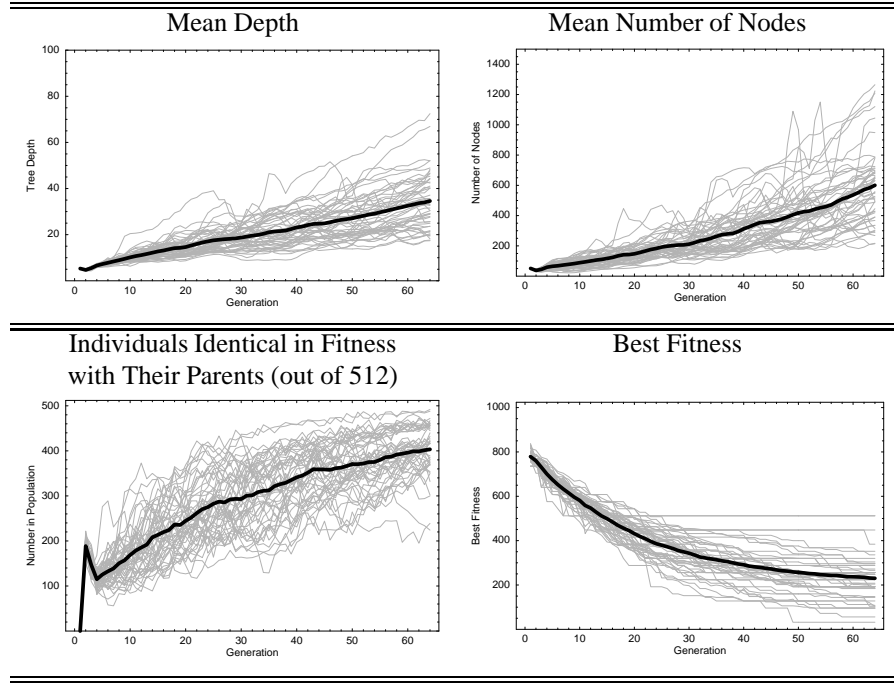 Mean Depth
100
80
60
40
20
Tree Depth
0 10 20 30 40 50 60
Generation
Mean Number of Nodes
1400
1200
1000
800
600
400
200
Number of Nodes
0 10 20 30 40 50 60
Generation
Individuals Identical in Fitness
with Their Parents (out of 512)
500
400
300
200
100
Number in Population
0 10 20 30 40 50 60
Generation
Best Fitness
1000
800
600
400
200
Best Fitness
0 10 20 30 40 50 60
Generation